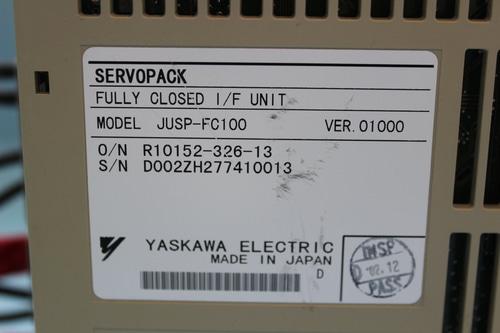 SERVOPACK
FULLY CLOSED I/F UNIT
MODEL JUSP-FC100 VER.01000
O/N R10152-326-13
S/N D002ZH277410013
YASKAWA ELECTRIC
MADE IN JAPAN
D
INSP
D '02.12
PASS